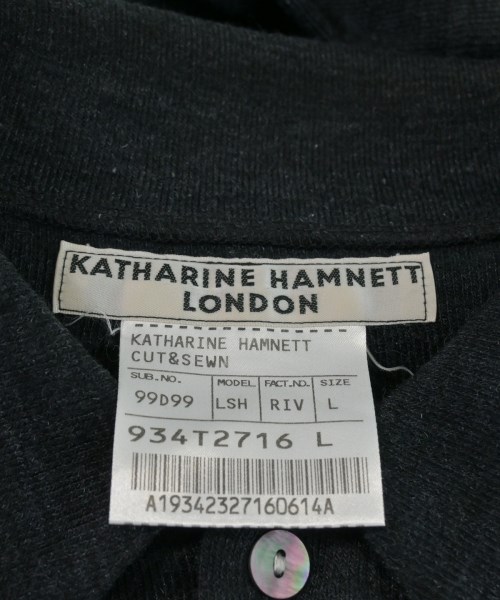 KATHARINE HAMNETT
LONDON
KATHARINE HAMNETT
CUT&SEWN
SUB.NO. MODEL FACT.NO. SIZE
99D99 LSH RIV L
934T2716 L
A19342327160614A